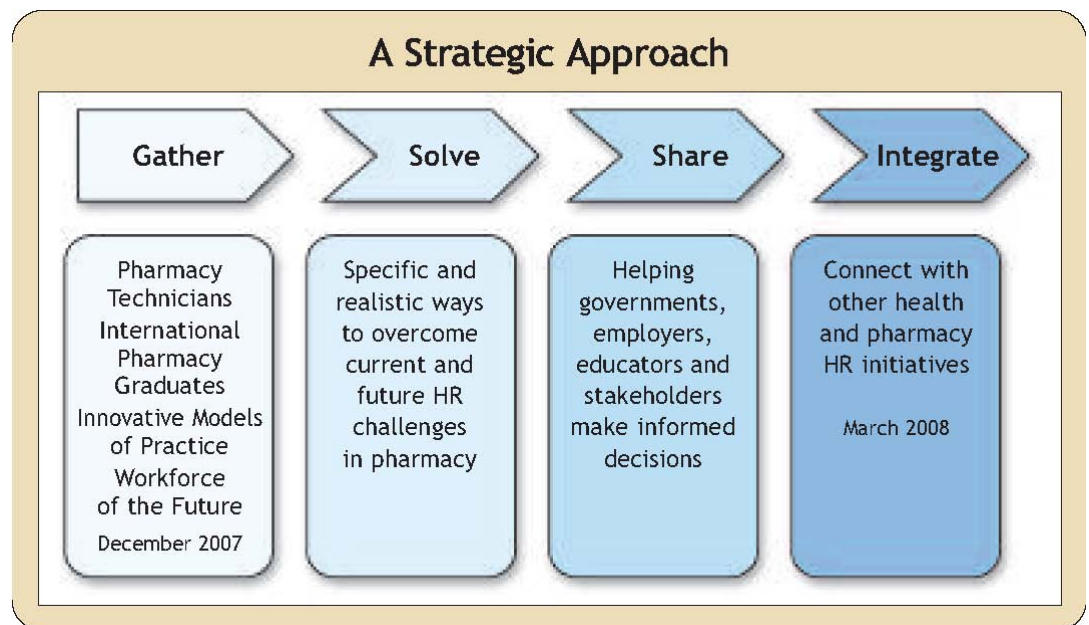 A Strategic Approach
Gather
Solve
Share
Integrate
Pharmacy
Technicians
International
Pharmacy
Graduates
Innovative Models
of Practice
Workforce
of the Future
December 2007
Specific and
realistic ways
to overcome
current and
future HR
challenges
in pharmacy
Helping
governments,
employers,
educators and
stakeholders
make informed
decisions
Connect with
other health
and pharmacy
HR initiatives
March 2008